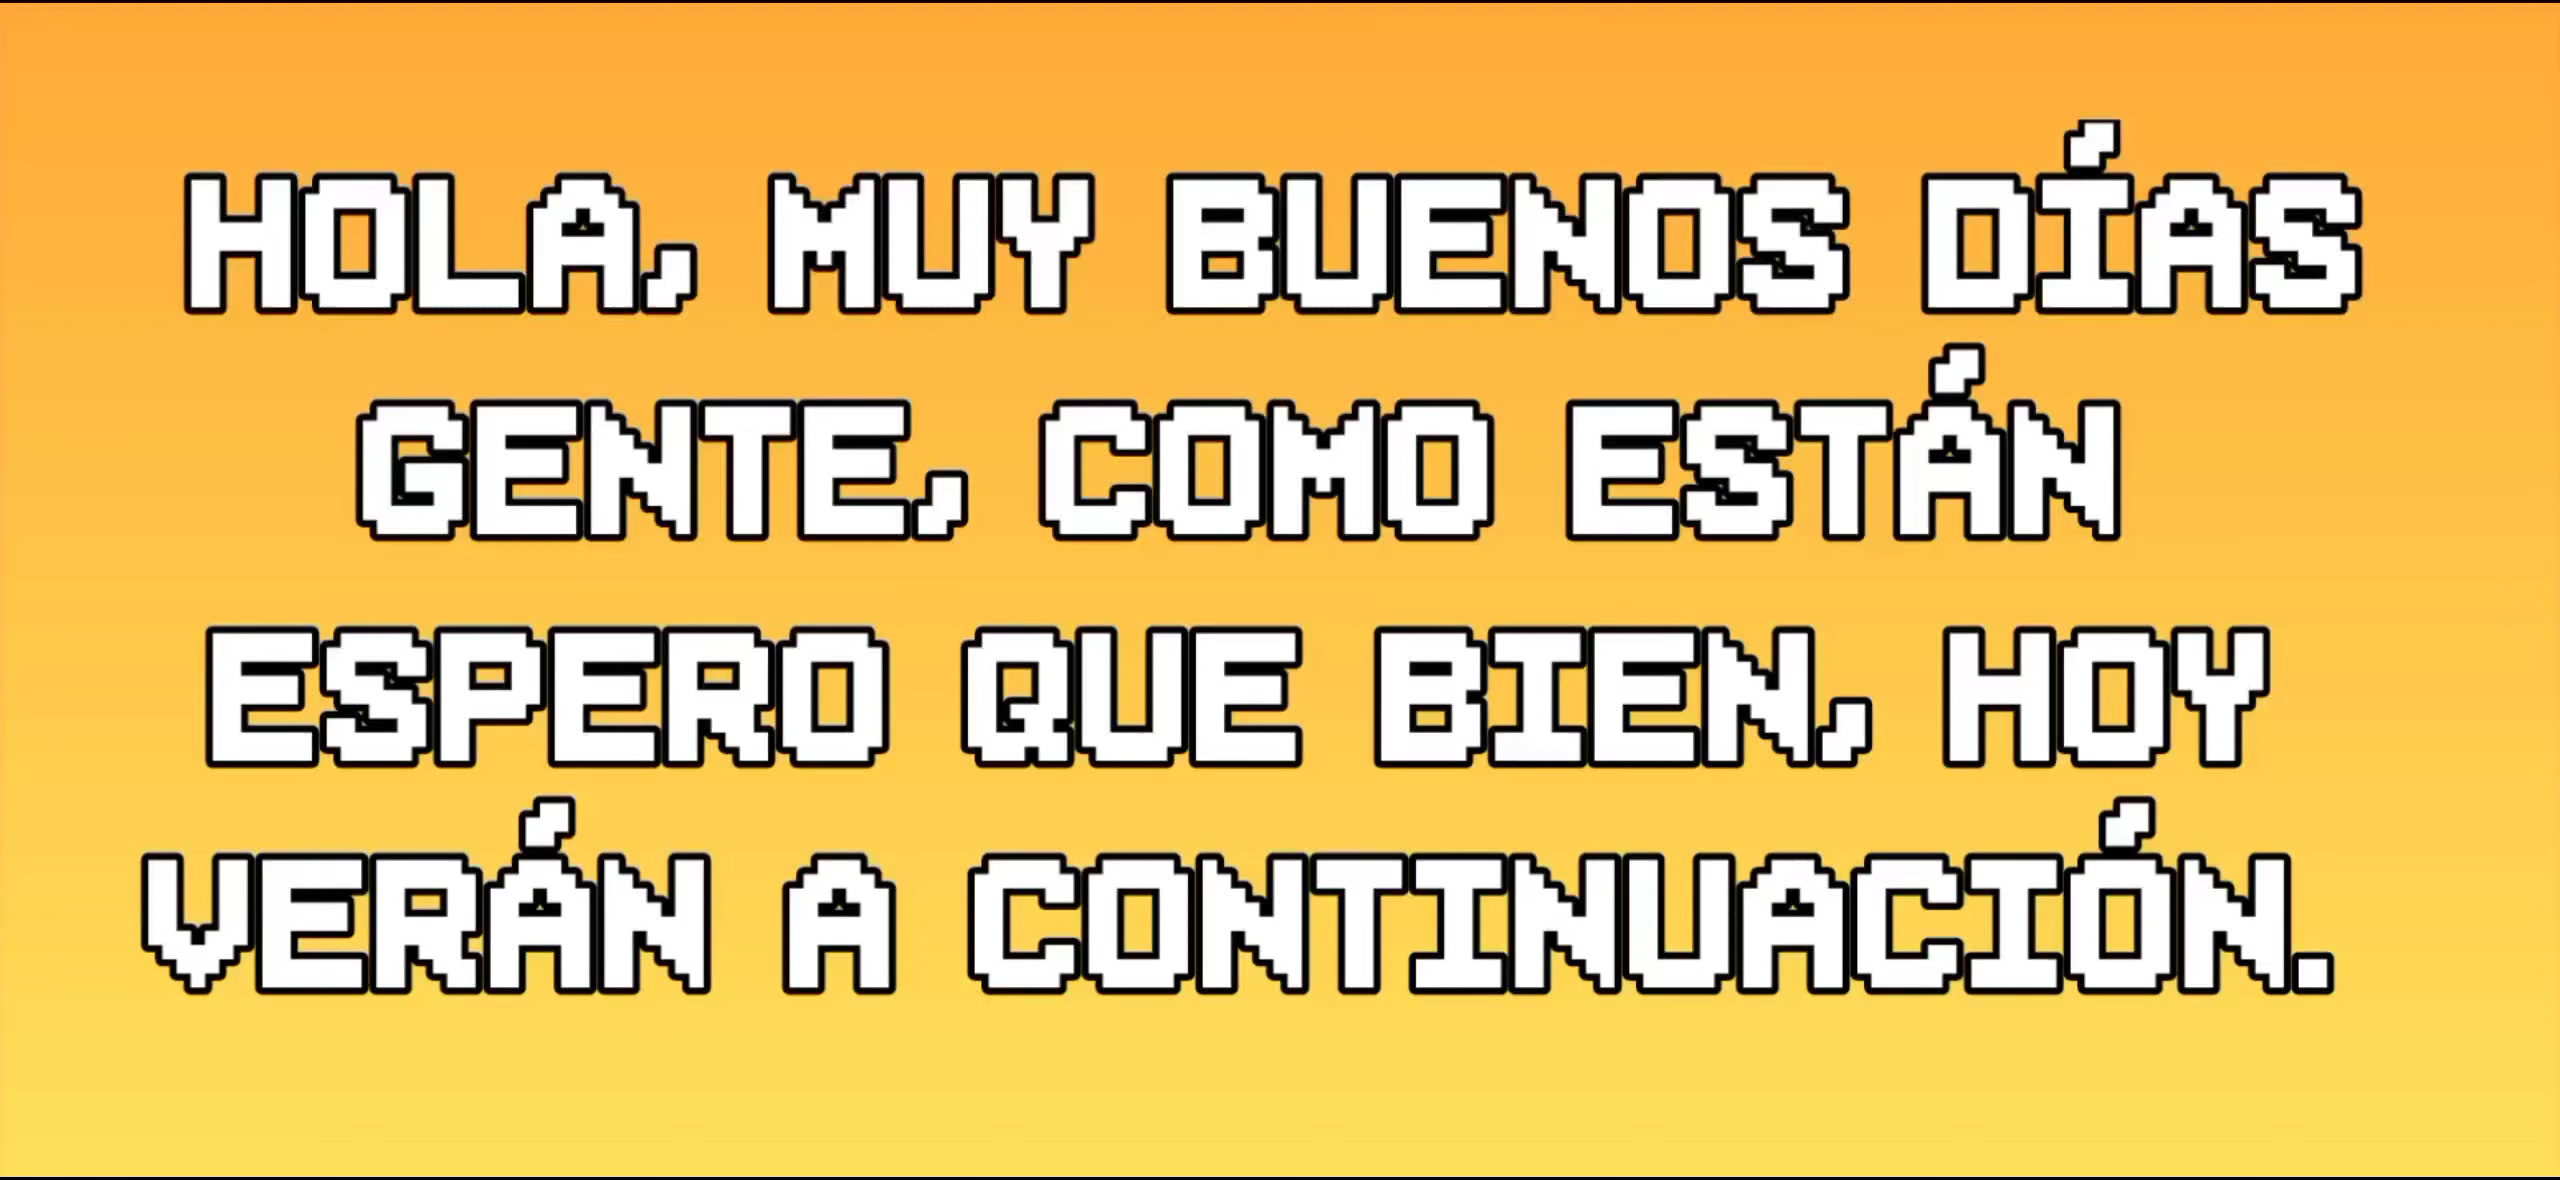 HOLA, MUY BUENOS DÍAS
GENTE, COMO ESTÁN
ESPERO QUE BIEN, HOY
VERÁN A CONTINUACIÓN.